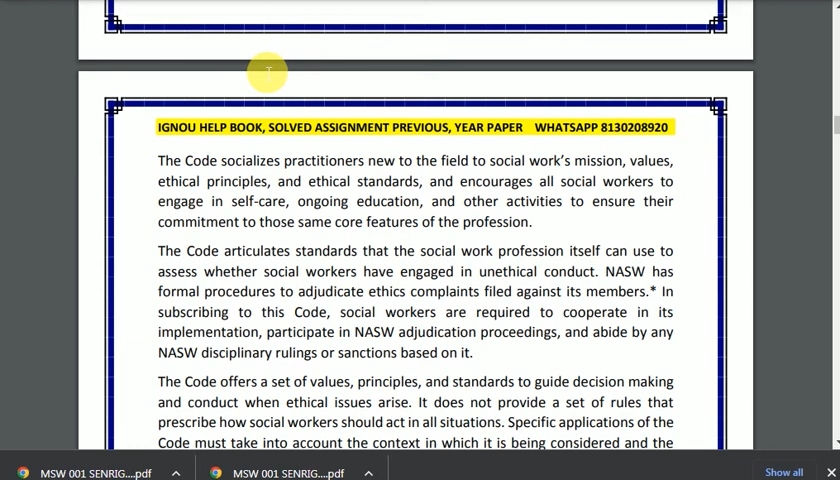 IGNOU HELP BOOK, SOLVED ASSIGNMENT PREVIOUS, YEAR PAPER    WHATSAPP 8130208920
The Code socializes practitioners new to the field to social work’s mission, values,
ethical principles, and ethical standards, and encourages all social workers to
engage in self-care, ongoing education, and other activities to ensure their
commitment to those same core features of the profession.
The Code articulates standards that the social work profession itself can use to
assess whether social workers have engaged in unethical conduct. NASW has
formal procedures to adjudicate ethics complaints filed against its members.* In
subscribing to this Code, social workers are required to cooperate in its
implementation, participate in NASW adjudication proceedings, and abide by any
NASW disciplinary rulings or sanctions based on it.
The Code offers a set of values, principles, and standards to guide decision making
and conduct when ethical issues arise. It does not provide a set of rules that
prescribe how social workers should act in all situations. Specific applications of the
Code must take into account the context in which it is being considered and the
MSW 001 SENRIG....pdf    MSW 001 SENRIG....pdf    Show all